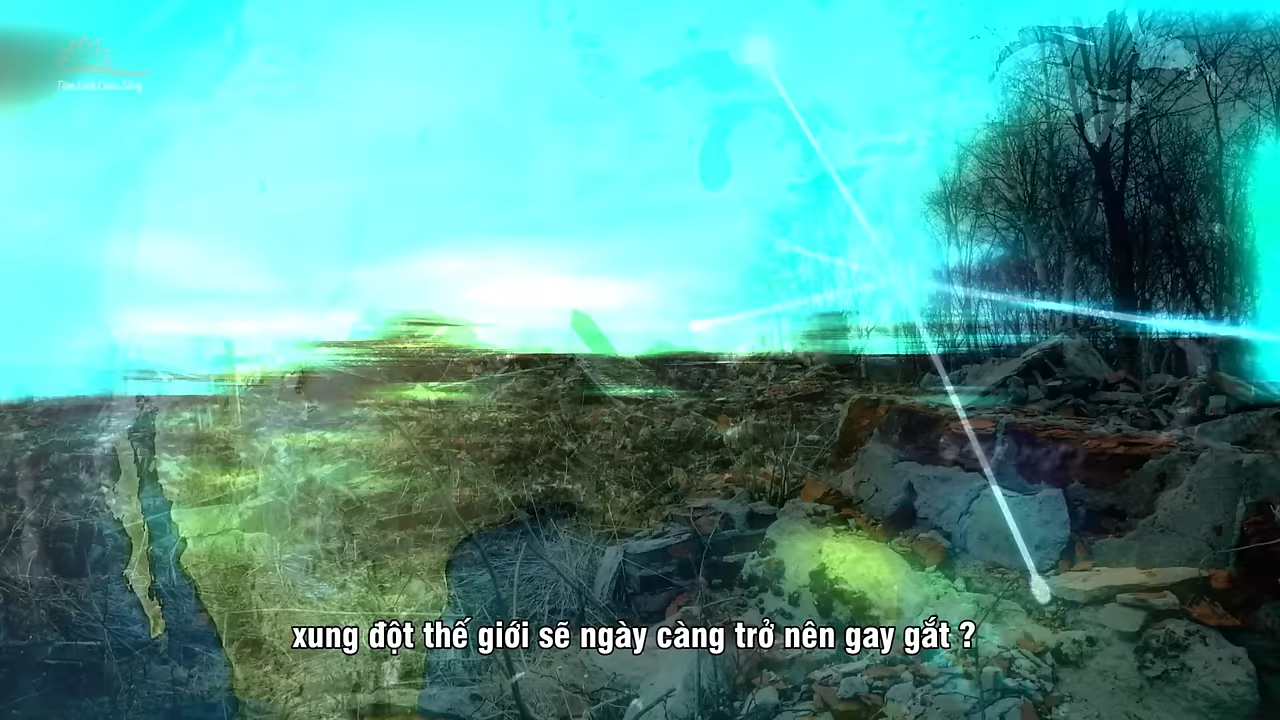 xung đột thế giới sẽ ngày càng trở nên gay gắt ?